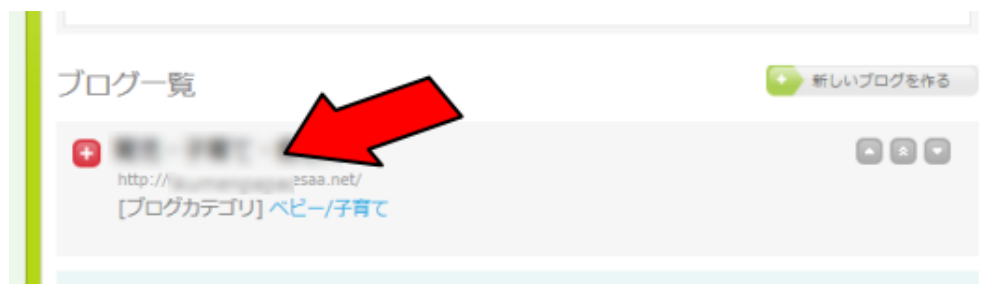 ブログ一覧
新しいブログを作る
http://
esaa.net/
[ブログカテゴリ] ベビー/子育て